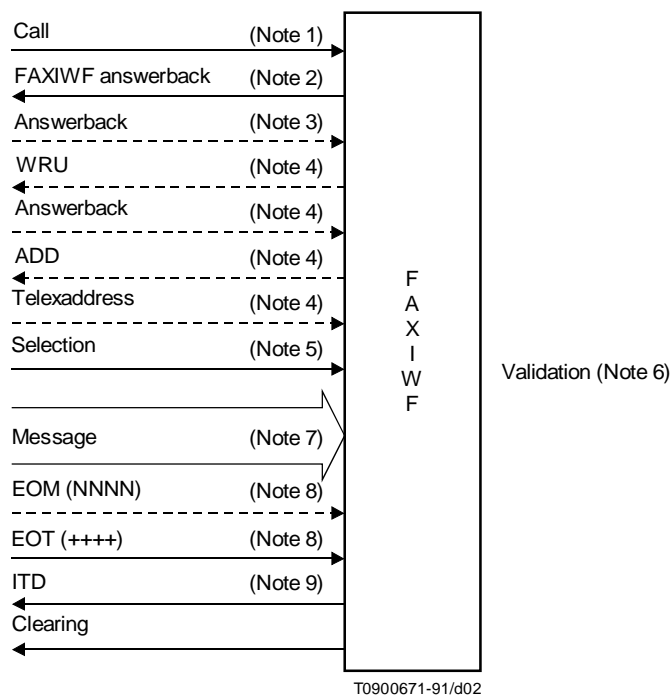 Call (Note 1)
FAXIWF answerback (Note 2)
Answerback (Note 3)
WRU (Note 4)
Answerback (Note 4)
ADD (Note 4)
Telexaddress (Note 4)
Selection (Note 5)
F
A
X
I
W
F
Validation (Note 6)
Message (Note 7)
EOM (NNNN) (Note 8)
EOT (++++) (Note 8)
ITD (Note 9)
Clearing
T0900671-91/d02